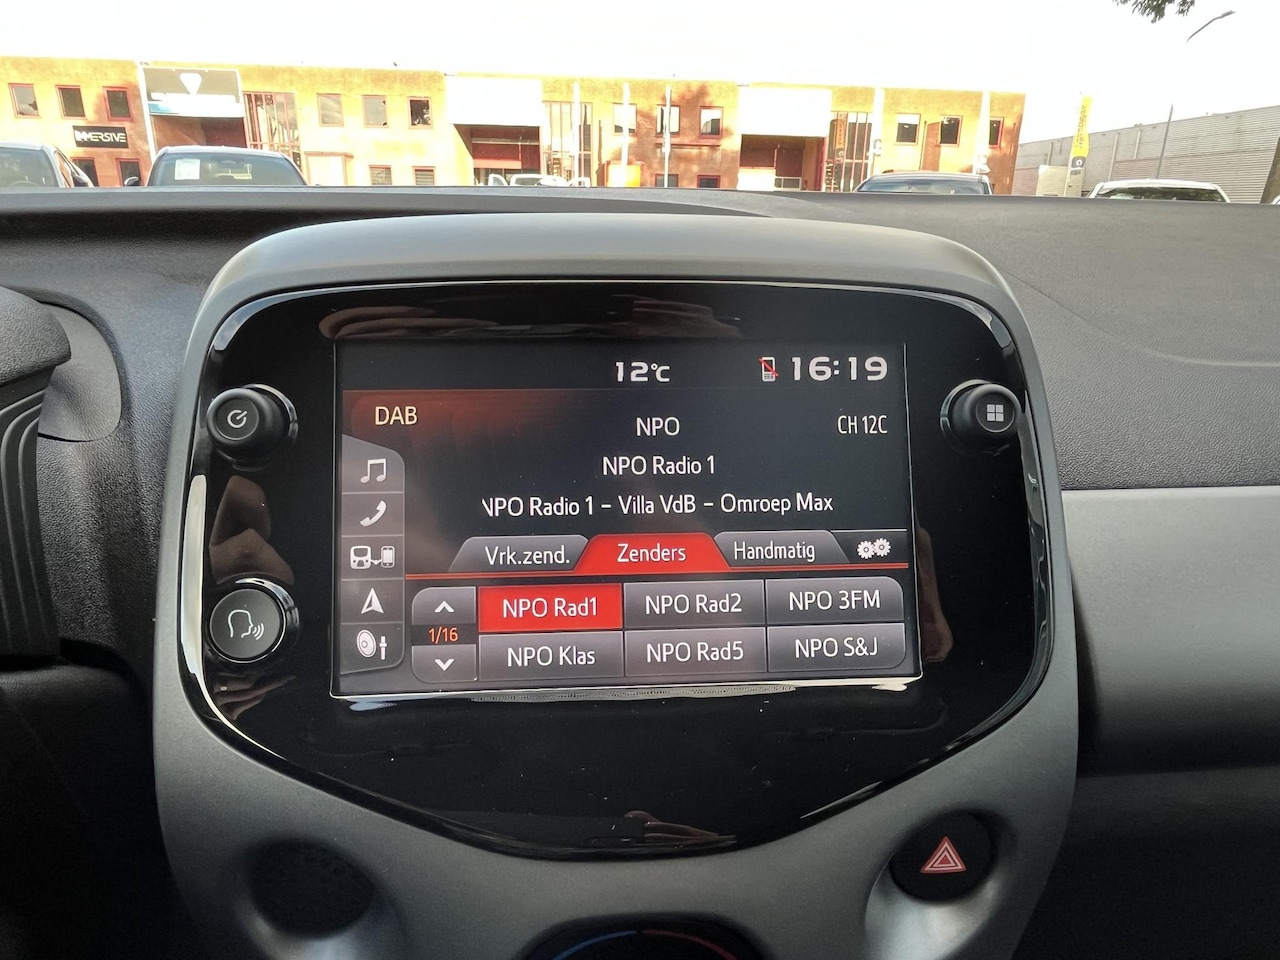 IMMERSIVE
12°C
16:19
DAB
NPO
CH 12C
NPO Radio 1
NPO Radio 1 - Villa VdB - Omroep Max
Vrk.zend.
Zenders
Handmatig
NPO Rad1
NPO Rad2
NPO 3FM
1/16
NPO Klas
NPO Rad5
NPO S&J